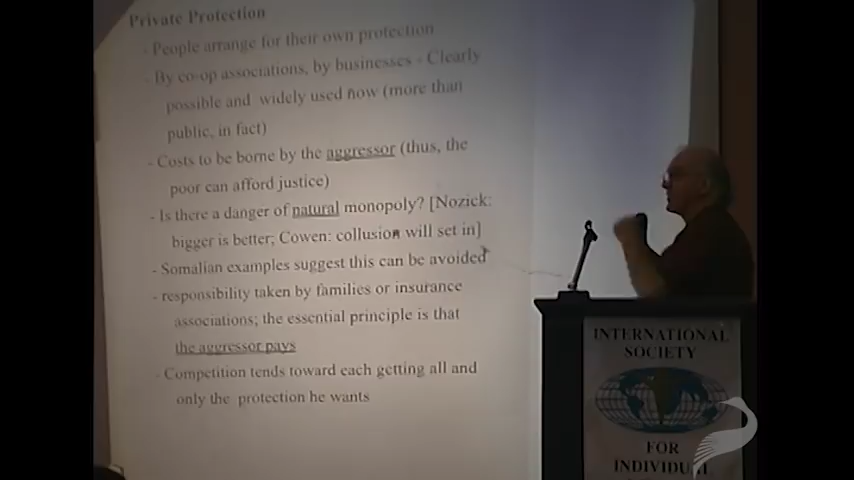 Private Protection
- People arrange for their own protection
- By co-op associations, by businesses - Clearly
possible and widely used now (more than
public, in fact)
- Costs to be borne by the aggressor (thus, the
poor can afford justice)
- Is there a danger of natural monopoly? [Nozick:
bigger is better; Cowen: collusion will set in]
- Somalian examples suggest this can be avoided
- responsibility taken by families or insurance
associations; the essential principle is that
the aggressor pays
- Competition tends toward each getting all and
only the protection he wants
INTERNATIONAL
SOCIETY
FOR